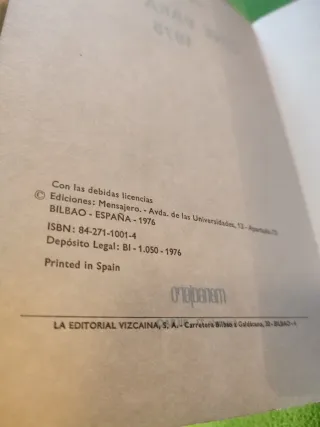 Con las debidas licencias
© Ediciones: Mensajero. - Avda. de las Universidades, 13 - Apartado 73
BILBAO - ESPAÑA - 1976
ISBN: 84-271-1001-4
Depósito Legal: BI - 1.050 - 1976
Printed in Spain
LA EDITORIAL VIZCAINA, S. A. - Carretera Bilbao a Galdácano, 20 - BILBAO-4